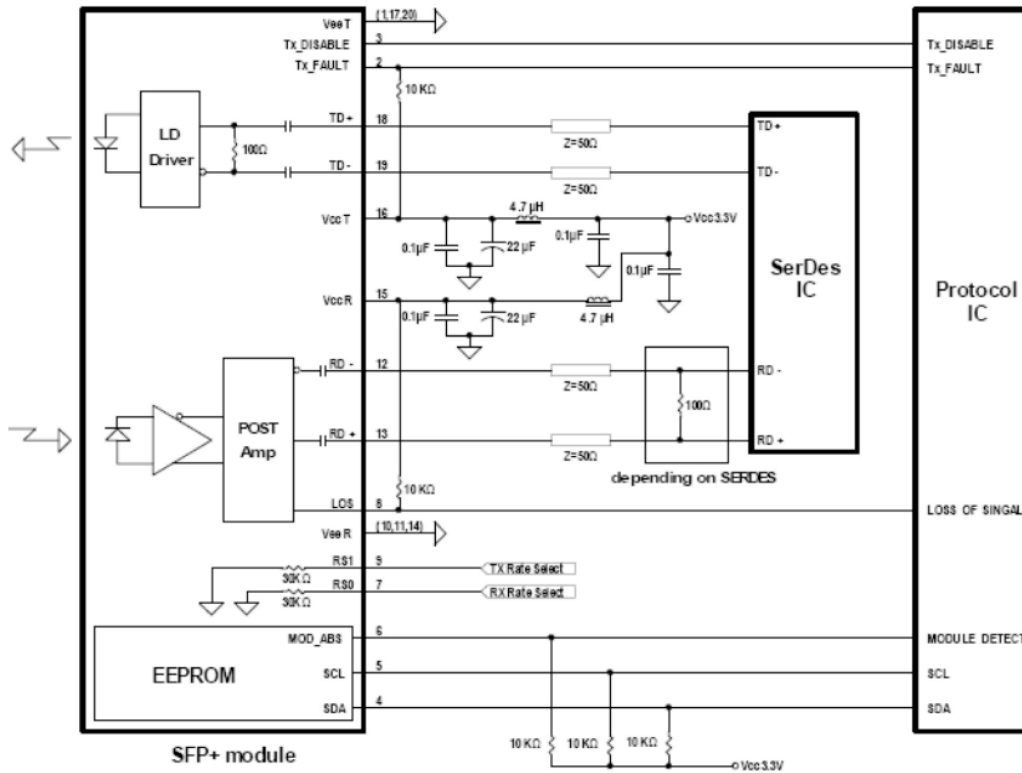 VeeT
(1,17,20)
Tx_DISABLE
3
Tx_DISABLE
Tx_FAULT
2
Tx_FAULT
10 KΩ
LD
Driver
100Ω
TD+
18
Z=50Ω
TD+
TD-
19
Z=50Ω
TD-
VccT
16
4.7 μH
Vcc3.3V
0.1μF
22 μF
0.1μF
0.1μF
SerDes
IC
Protocol
IC
VccR
15
0.1μF
22 μF
4.7 μH
RD -
12
Z=50Ω
RD -
100Ω
POST
Amp
RD +
13
Z=50Ω
RD +
depending on SERDES
10 KΩ
LOS
8
LOSS OF SINGAL
VeeR
(10,11,14)
RS1
9
TX Rate Select
30KΩ
RS0
7
RX Rate Select
30KΩ
EEPROM
MOD_ABS
6
MODULE DETECT
SCL
5
SCL
SDA
4
SDA
10 KΩ
10 KΩ
10 KΩ
Vcc3.3V
SFP+ module